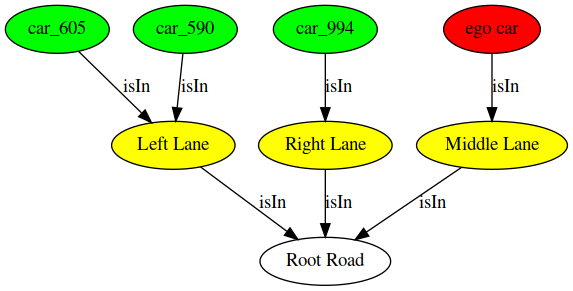 car_605
car_590
car_994
ego car
isIn
isIn
isIn
isIn
Left Lane
Right Lane
Middle Lane
isIn
isIn
isIn
Root Road